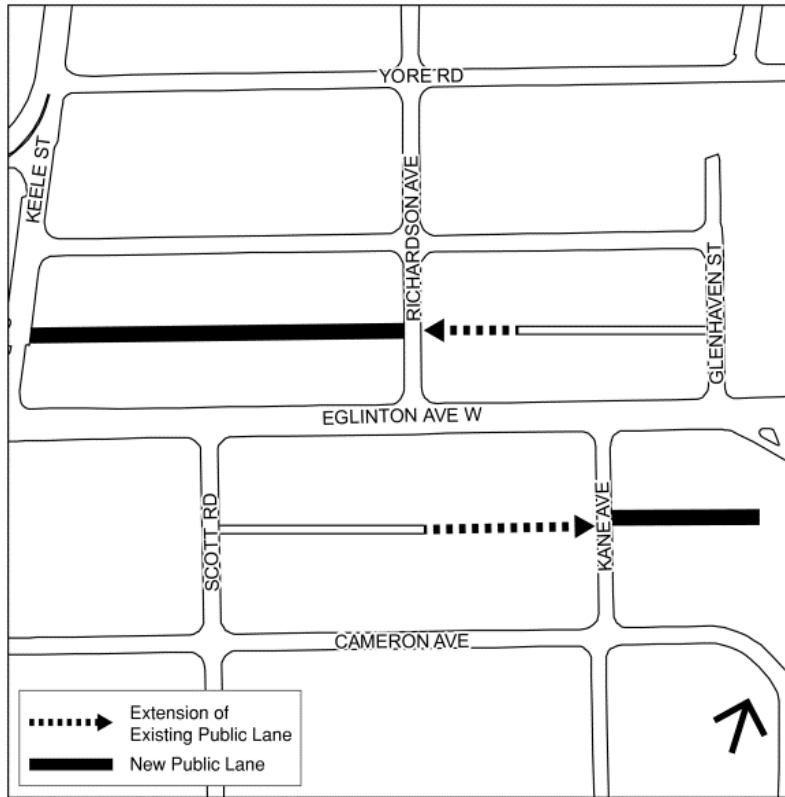 YORE RD
KEELE ST
RICHARDSON AVE
GLENHAVEN ST
EGLINTON AVE W
SCOTT RD
KANE AVE
CAMERON AVE
Extension of
Existing Public Lane
New Public Lane